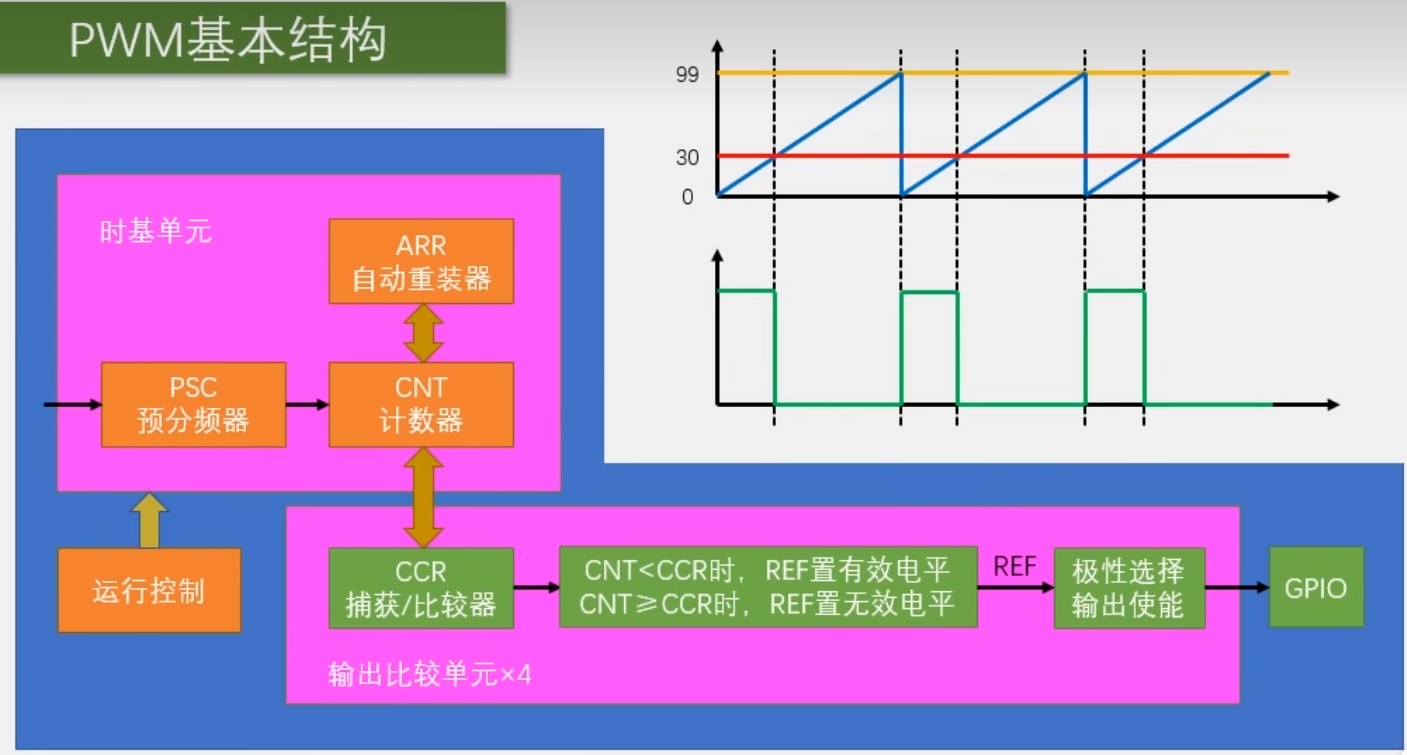 PWM基本结构
99
30
0
时基单元
ARR
自动重装器
PSC
预分频器
CNT
计数器
运行控制
CCR
捕获/比较器
CNT<CCR时，REF置有效电平
CNT≥CCR时，REF置无效电平
REF
极性选择
输出使能
GPIO
输出比较单元×4